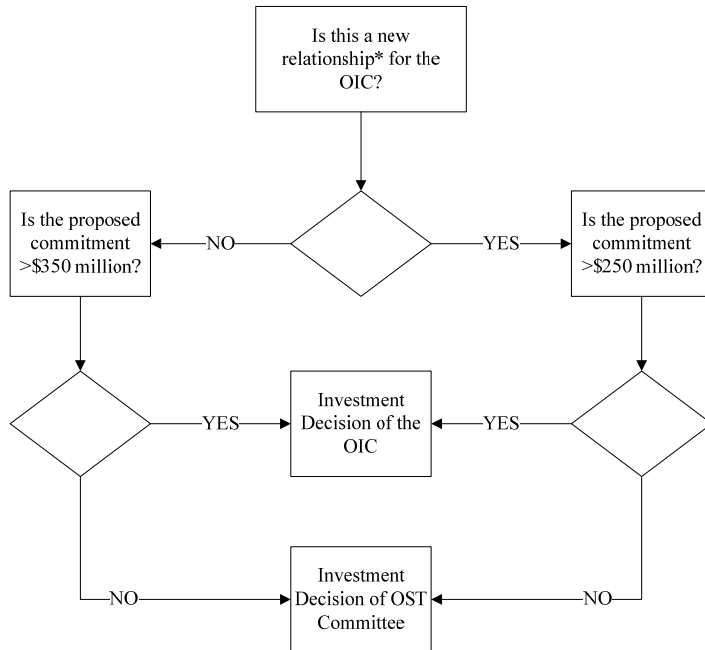 Is this a new
relationship* for the
OIC?
Is the proposed
commitment
>$350 million?
NO
YES
Is the proposed
commitment
>$250 million?
YES
Investment
Decision of the
OIC
YES
NO
Investment
Decision of OST
Committee
NO